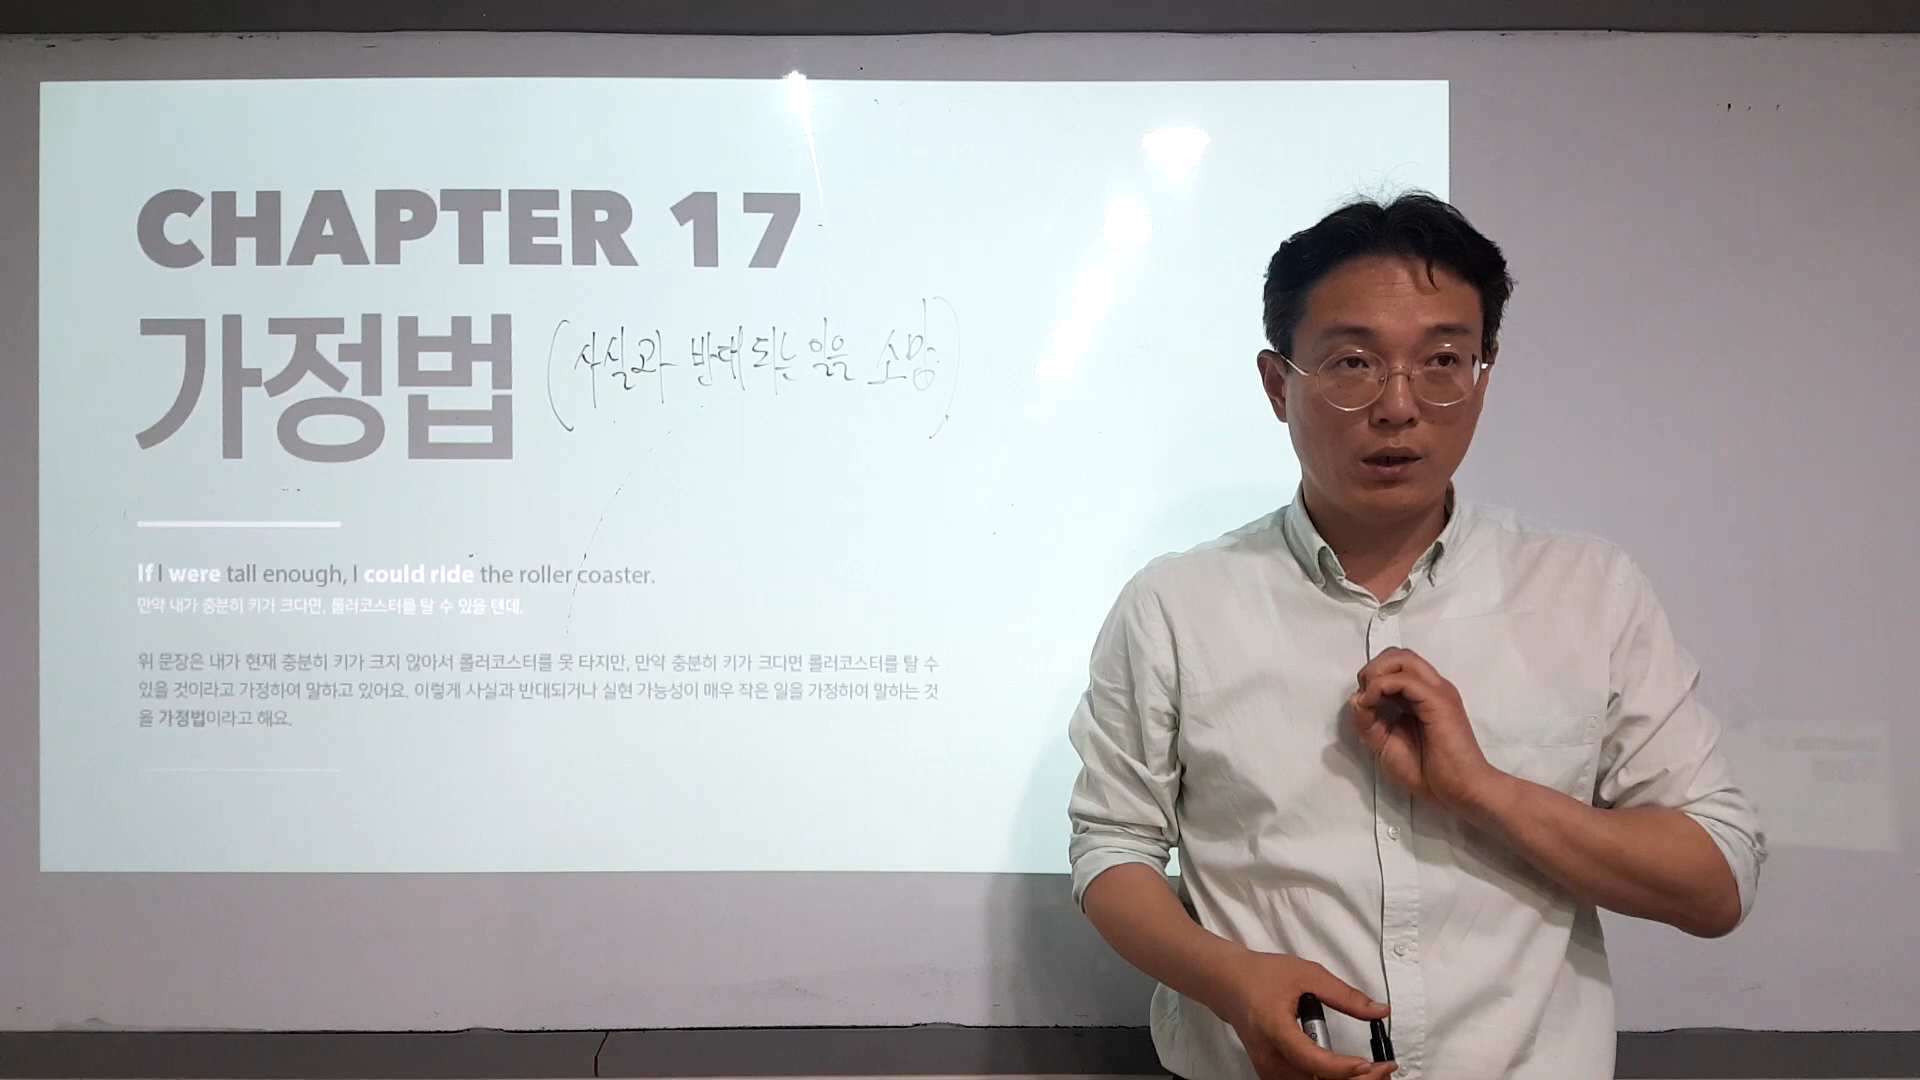 CHAPTER 17
가정법 (사실과 반대되는 일을 소망)
If I were tall enough, I could ride the roller coaster.
만약 내가 충분히 키가 크다면, 롤러코스터를 탈 수 있을 텐데.
위 문장은 내가 현재 충분히 키가 크지 않아서 롤러코스터를 못 타지만, 만약 충분히 키가 크다면 롤러코스터를 탈 수
있을 것이라고 가정하여 말하고 있어요. 이렇게 사실과 반대되거나 실현 가능성이 매우 작은 일을 가정하여 말하는 것
을 가정법이라고 해요.